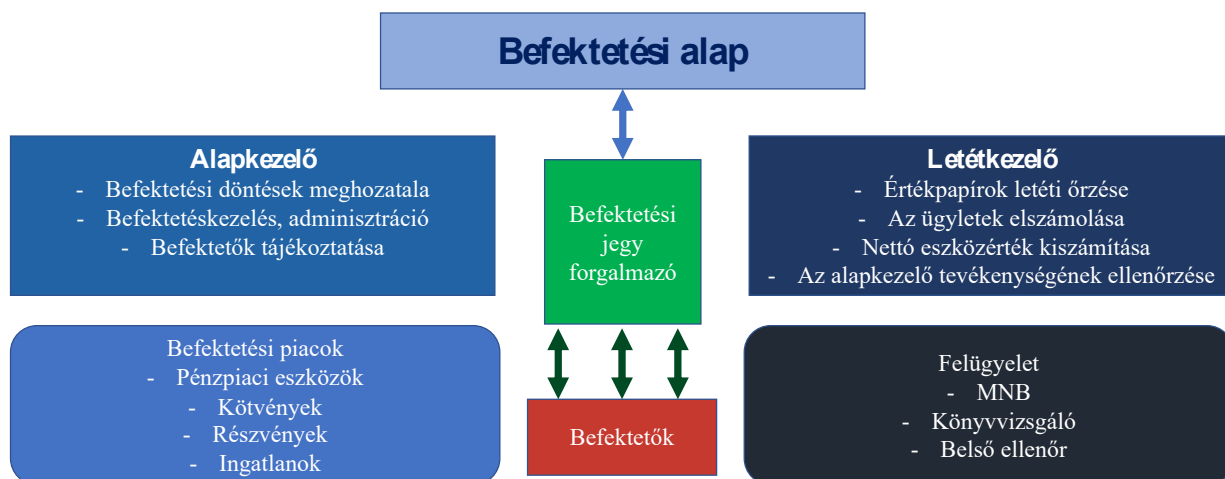 Befektetési alap
Alapkezelő
- Befektetési döntések meghozatala
- Befektetéskezelés, adminisztráció
- Befektetők tájékoztatása
Befektetési
jegy
forgalmazó
Letétkezelő
- Értékpapírok letéti őrzése
- Az ügyletek elszámolása
- Nettó eszközérték kiszámítása
- Az alapkezelő tevékenységének ellenőrzése
Befektetési piacok
- Pénzpiaci eszközök
- Kötvények
- Részvények
- Ingatlanok
Befektetők
Felügyelet
- MNB
- Könyvvizsgáló
- Belső ellenőr